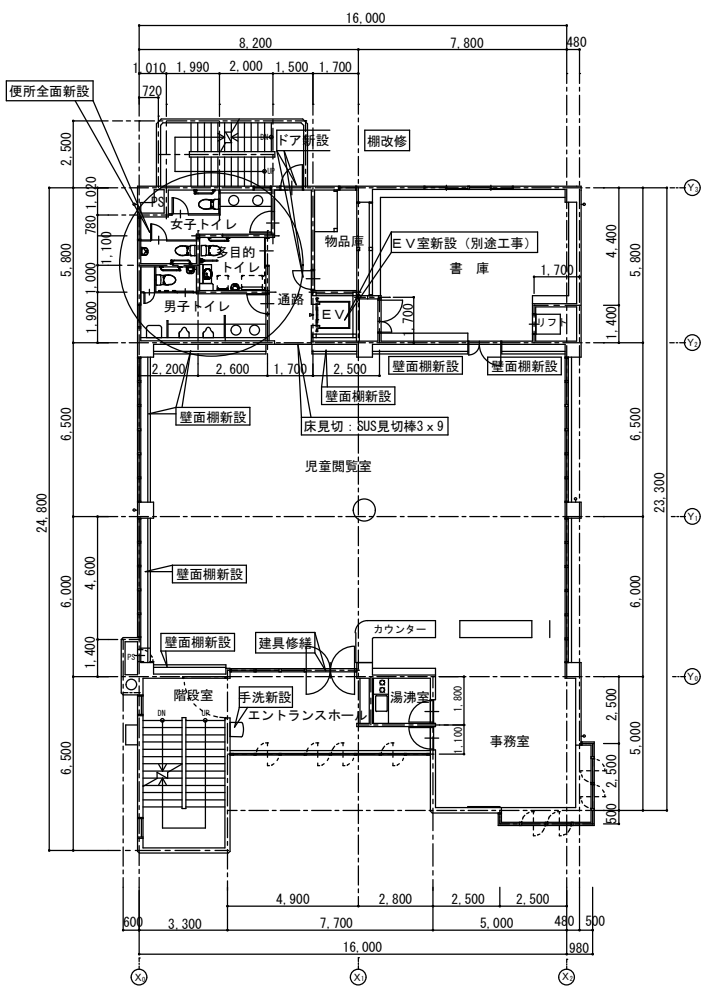 16,000
8,200
7,800
480
1,010
1,990
2,000
1,500
1,700
720
便所全面新設
2,500
DN
UP
ドア新設
棚改修
Y3
1,020
PS
女子トイレ
780
物品庫
EV室新設（別途工事）
4,400
5,800
1,100
多目的
トイレ
書 庫
5,800
1,700
1,000
通路
男子トイレ
EV
1,700
リフト
1,900
1,400
Y2
2,200
2,600
1,700
2,500
壁面棚新設
壁面棚新設
壁面棚新設
壁面棚新設
床見切：SUS見切棒3x9
6,500
6,500
児童閲覧室
24,800
23,300
Y1
4,600
6,000
6,000
壁面棚新設
カウンター
1,400
PS
壁面棚新設
建具修繕
Y0
階段室
手洗新設
湯沸室
1,800
2,500
DN
UP
エントランスホール
1,100
事務室
5,000
6,500
2,500
500
4,900
2,800
2,500
2,500
600
3,300
7,700
5,000
480
500
16,000
980
X0
X1
X2